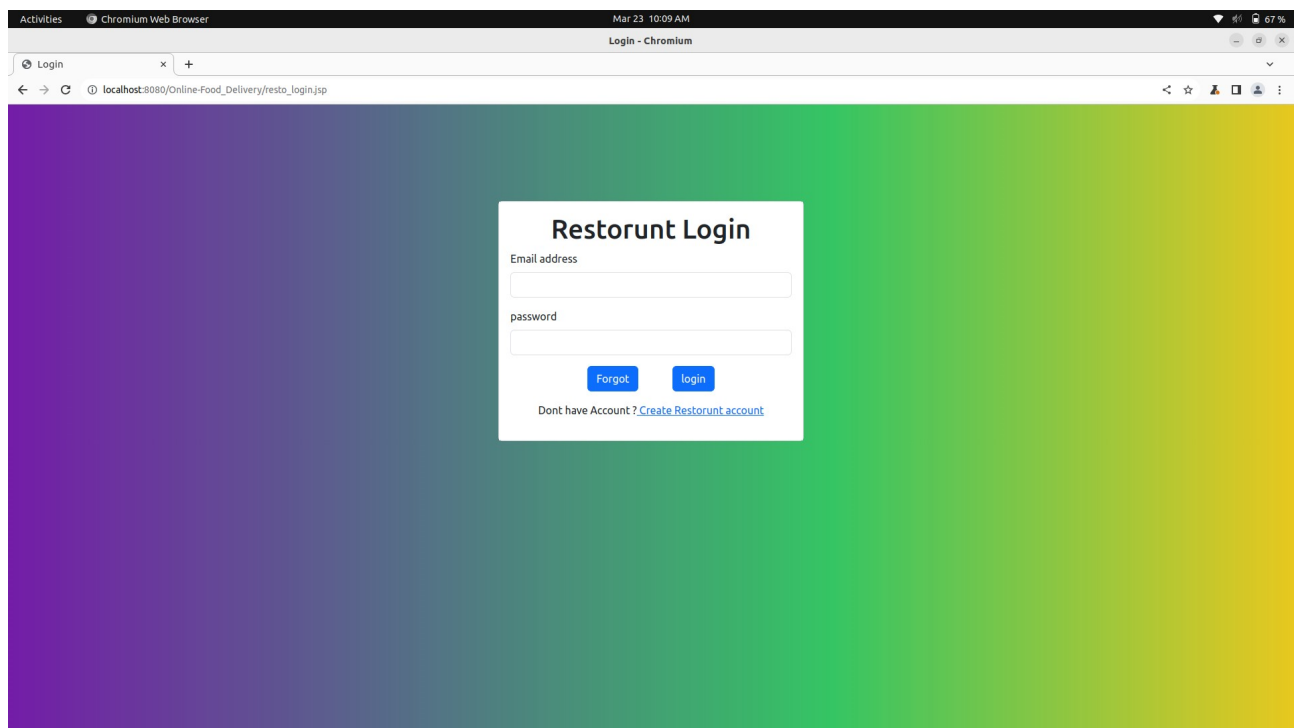 Activities Chromium Web Browser Mar 23 10:09 AM 67 %
Login - Chromium
Login
localhost:8080/Online-Food_Delivery/resto_login.jsp
Restorunt Login
Email address
password
Forgot login
Dont have Account ? Create Restorunt account